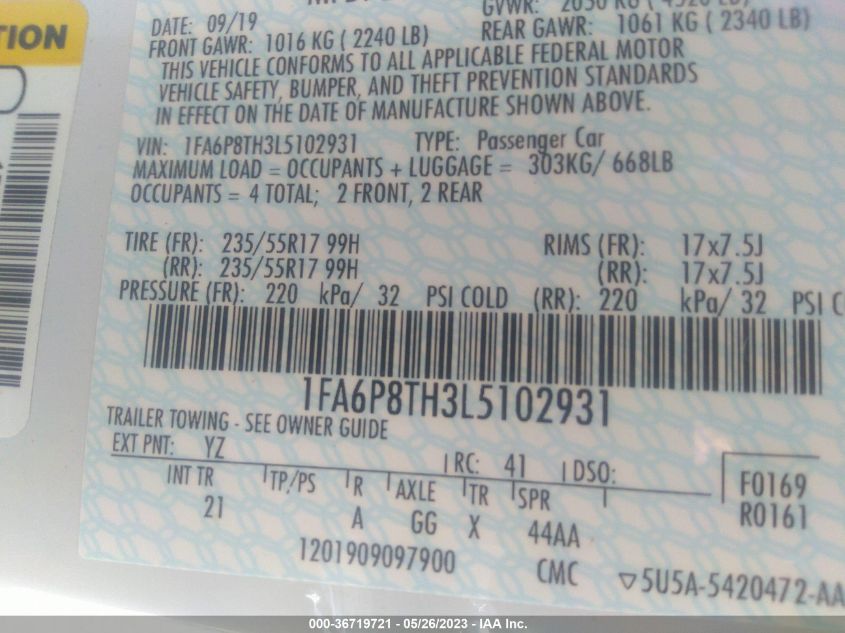 TION
DATE: 09/19
GVWR:
FRONT GAWR: 1016 KG ( 2240 LB) REAR GAWR: 1061 KG ( 2340 LB)
THIS VEHICLE CONFORMS TO ALL APPLICABLE FEDERAL MOTOR
VEHICLE SAFETY, BUMPER, AND THEFT PREVENTION STANDARDS
IN EFFECT ON THE DATE OF MANUFACTURE SHOWN ABOVE.
VIN: 1FA6P8TH3L5102931 TYPE: Passenger Car
MAXIMUM LOAD = OCCUPANTS + LUGGAGE = 303KG/ 668LB
OCCUPANTS = 4 TOTAL; 2 FRONT, 2 REAR
TIRE (FR): 235/55R17 99H RIMS (FR): 17x7.5J
(RR): 235/55R17 99H (RR): 17x7.5J
PRESSURE (FR): 220 kPa/ 32 PSI COLD (RR): 220 kPa/ 32 PSI C
1FA6P8TH3L5102931
TRAILER TOWING - SEE OWNER GUIDE
EXT PNT: YZ RC: 41 DSO:
INT TR TP/PS R AXLE TR SPR F0169
21 A GG X 44AA R0161
1201909097900 CMC ▽5U5A-5420472-AA
000-36719721 - 05/26/2023 - © IAA Inc.